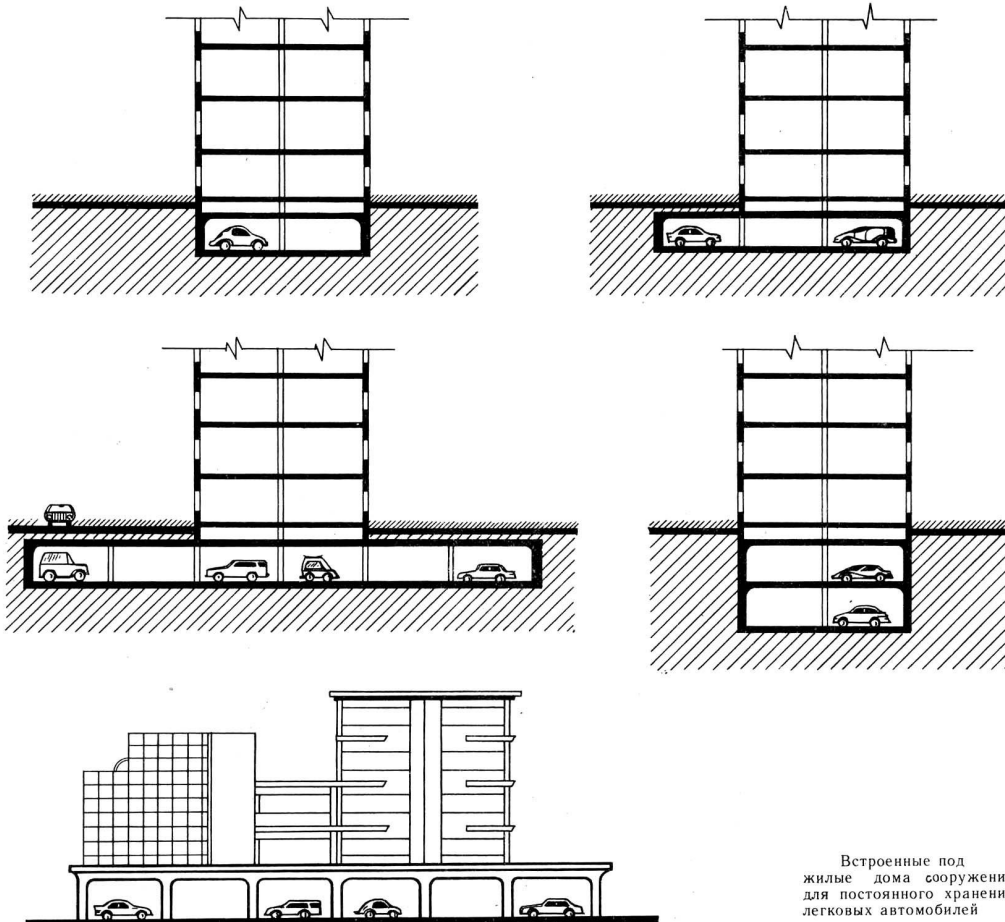 Встроенные под
жилые дома сооружени
для постоянного хранени
легковых автомобилей